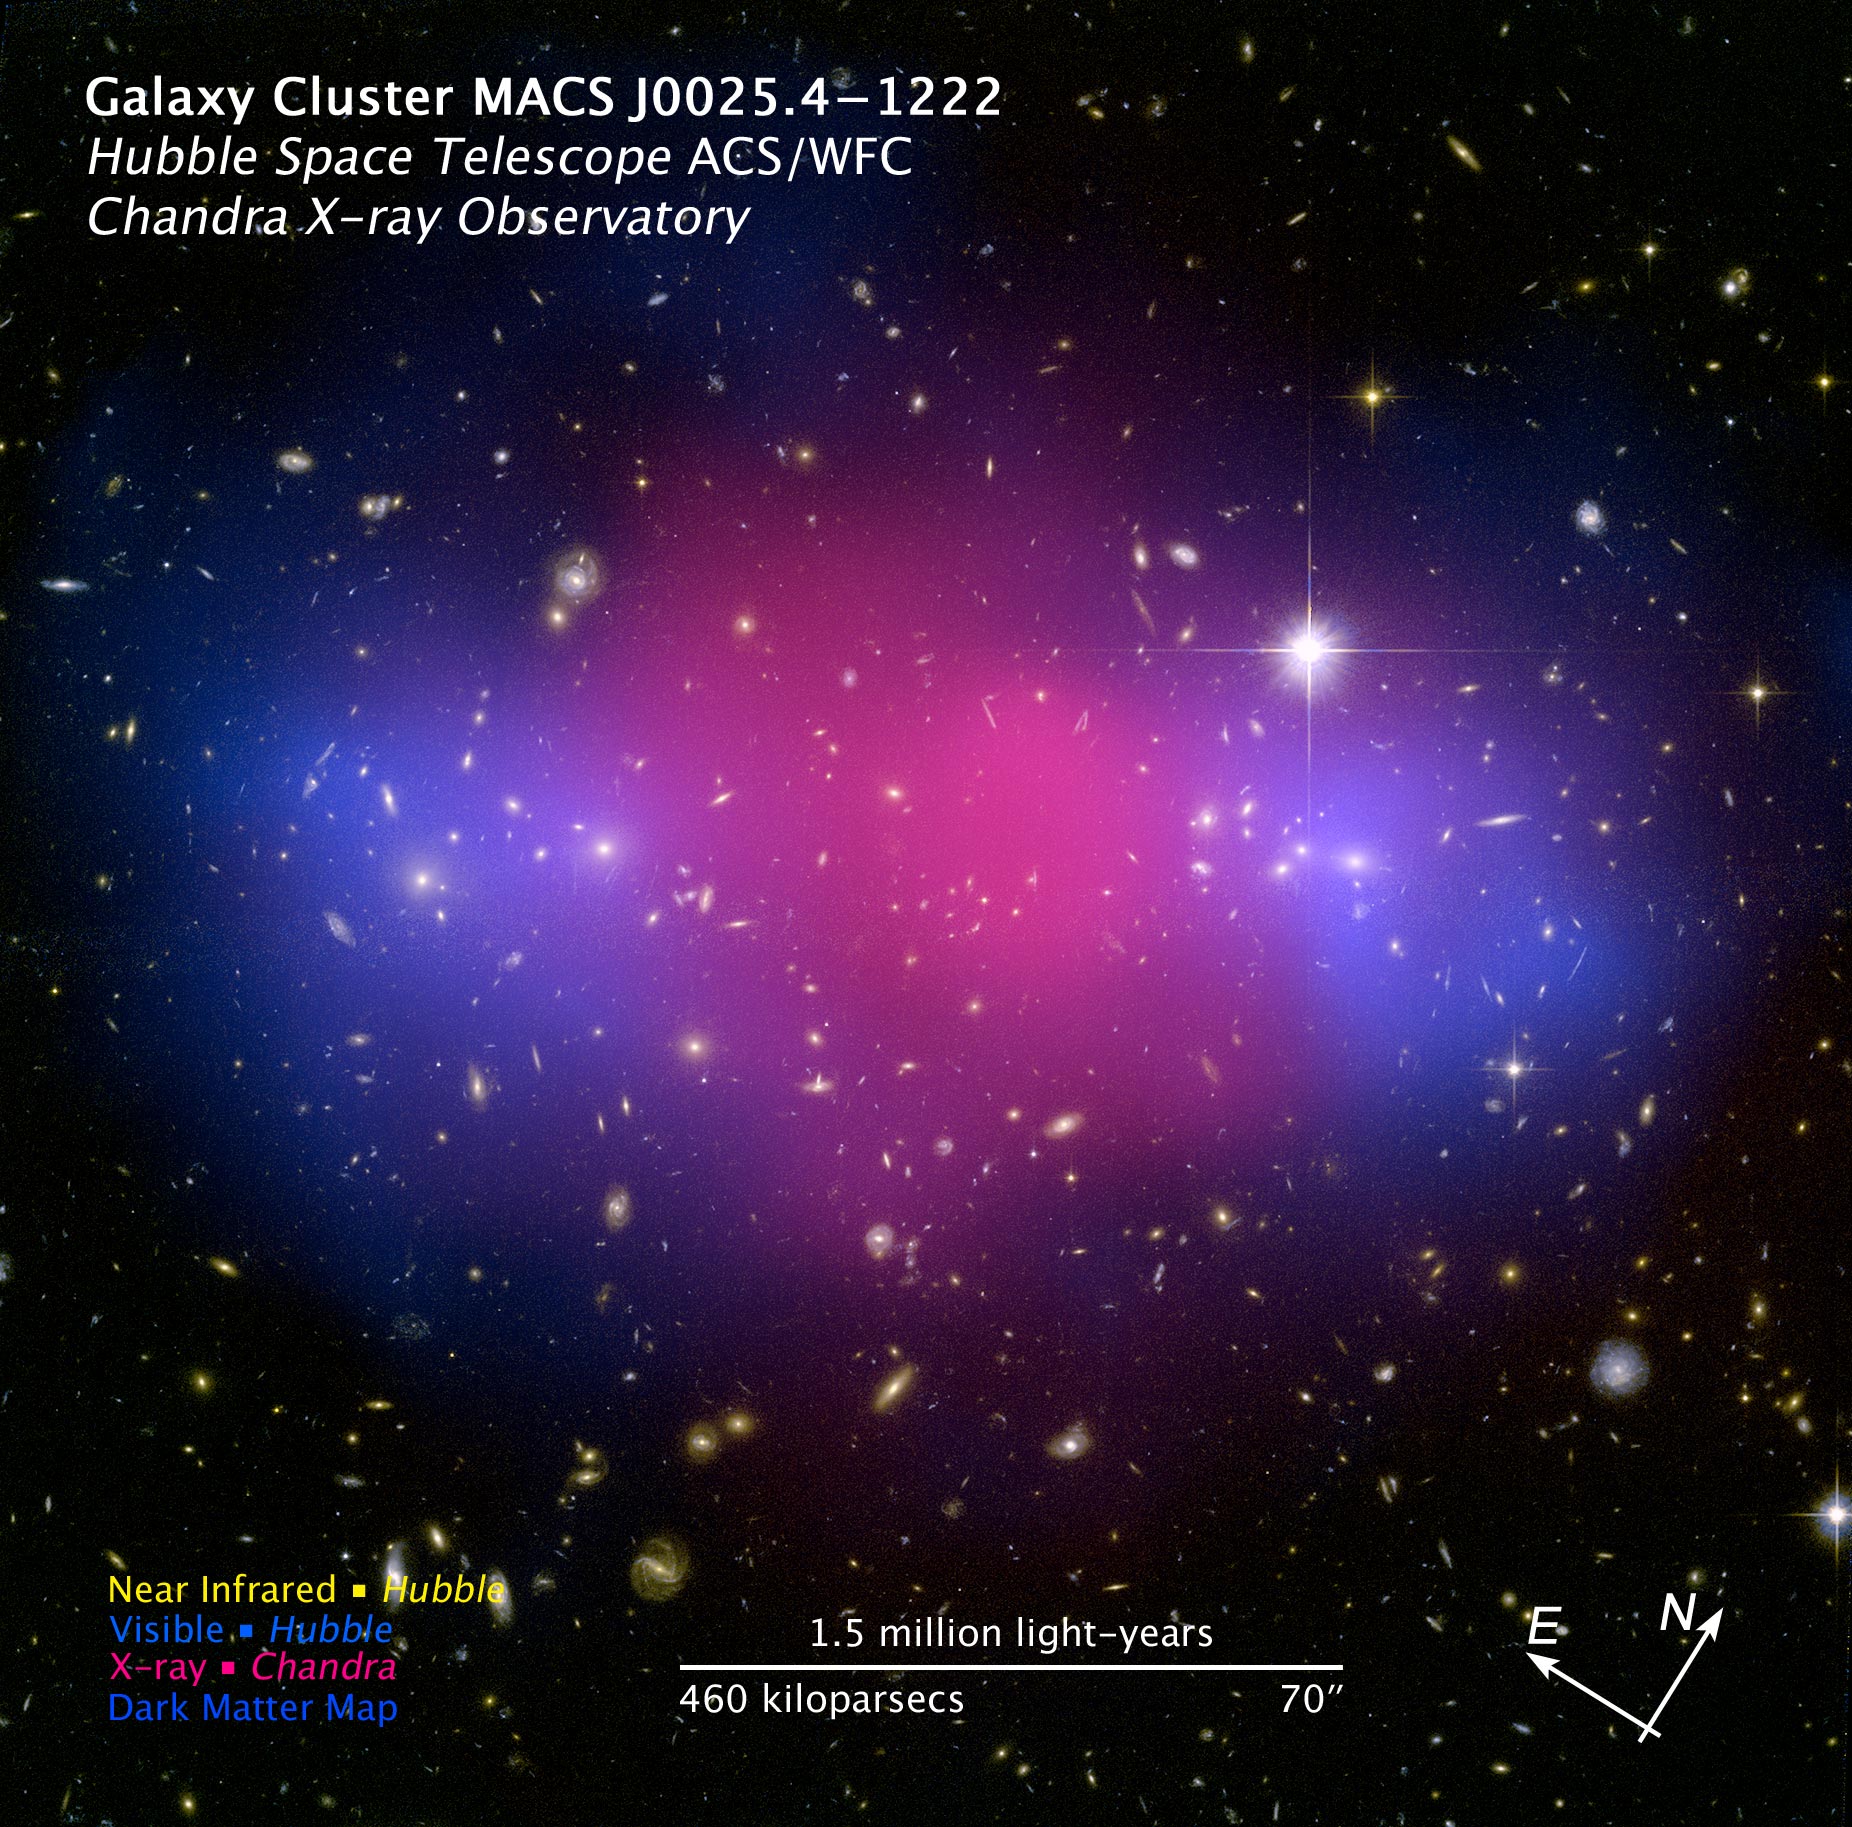 Galaxy Cluster MACS J0025.4−1222
Hubble Space Telescope ACS/WFC
Chandra X-ray Observatory
Near Infrared ▪ Hubble
Visible ▪ Hubble
X-ray ▪ Chandra
Dark Matter Map
1.5 million light-years
460 kiloparsecs 70″
E N